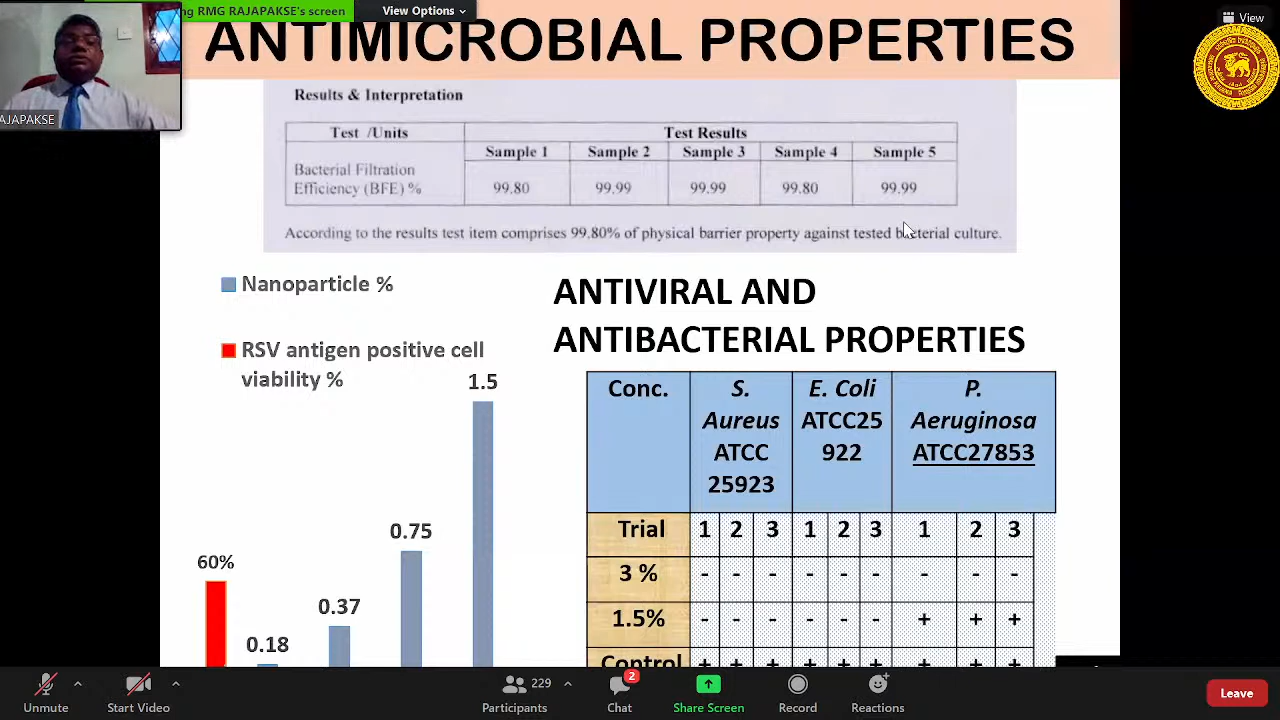 ng RMG RAJAPAKSE's screen
View Options
View
ANTIMICROBIAL PROPERTIES
AJAPAKSE
Results & Interpretation
Test /Units
Test Results
Sample 1 Sample 2 Sample 3 Sample 4 Sample 5
Bacterial Filtration
Efficiency (BFE) % 99.80 99.99 99.99 99.80 99.99
According to the results test item comprises 99.80% of physical barrier property against tested bacterial culture.
Nanoparticle %
RSV antigen positive cell
viability %
1.5
0.75
60%
0.37
0.18
ANTIVIRAL AND
ANTIBACTERIAL PROPERTIES
Conc. S. E. Coli P.
Aureus ATCC25 Aeruginosa
ATCC 922 ATCC27853
25923
Trial 1 2 3 1 2 3 1 2 3
3 % - - - - - - - -
1.5% - - - - - - + + +
Control + + + + + + + + +
Unmute
Start Video
229
Participants
2
Chat
Share Screen
Record
Reactions
Leave